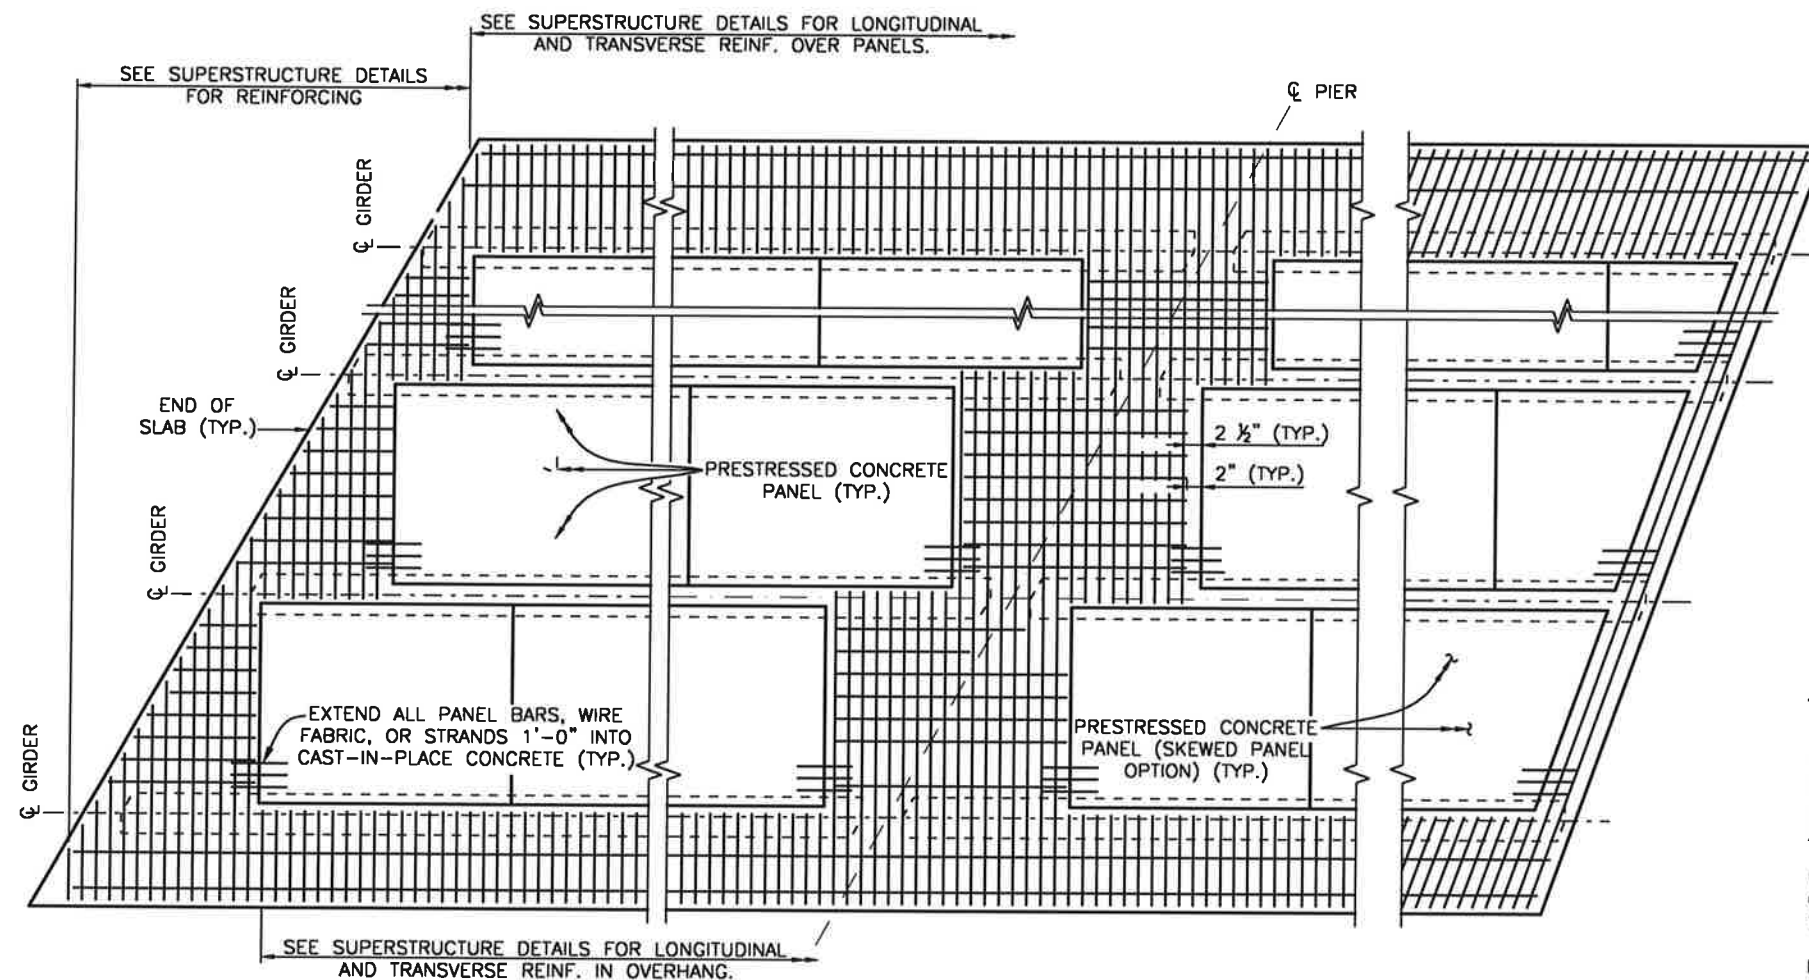 SEE SUPERSTRUCTURE DETAILS FOR LONGITUDINAL
AND TRANSVERSE REINF. OVER PANELS.
SEE SUPERSTRUCTURE DETAILS
FOR REINFORCING
℄ PIER
℄ GIRDER
℄ GIRDER
END OF
SLAB (TYP.)
2 ½" (TYP.)
2" (TYP.)
PRESTRESSED CONCRETE
PANEL (TYP.)
℄ GIRDER
EXTEND ALL PANEL BARS, WIRE
FABRIC, OR STRANDS 1'-0" INTO
CAST-IN-PLACE CONCRETE (TYP.)
PRESTRESSED CONCRETE
PANEL (SKEWED PANEL
OPTION) (TYP.)
℄ GIRDER
SEE SUPERSTRUCTURE DETAILS FOR LONGITUDINAL
AND TRANSVERSE REINF. IN OVERHANG.